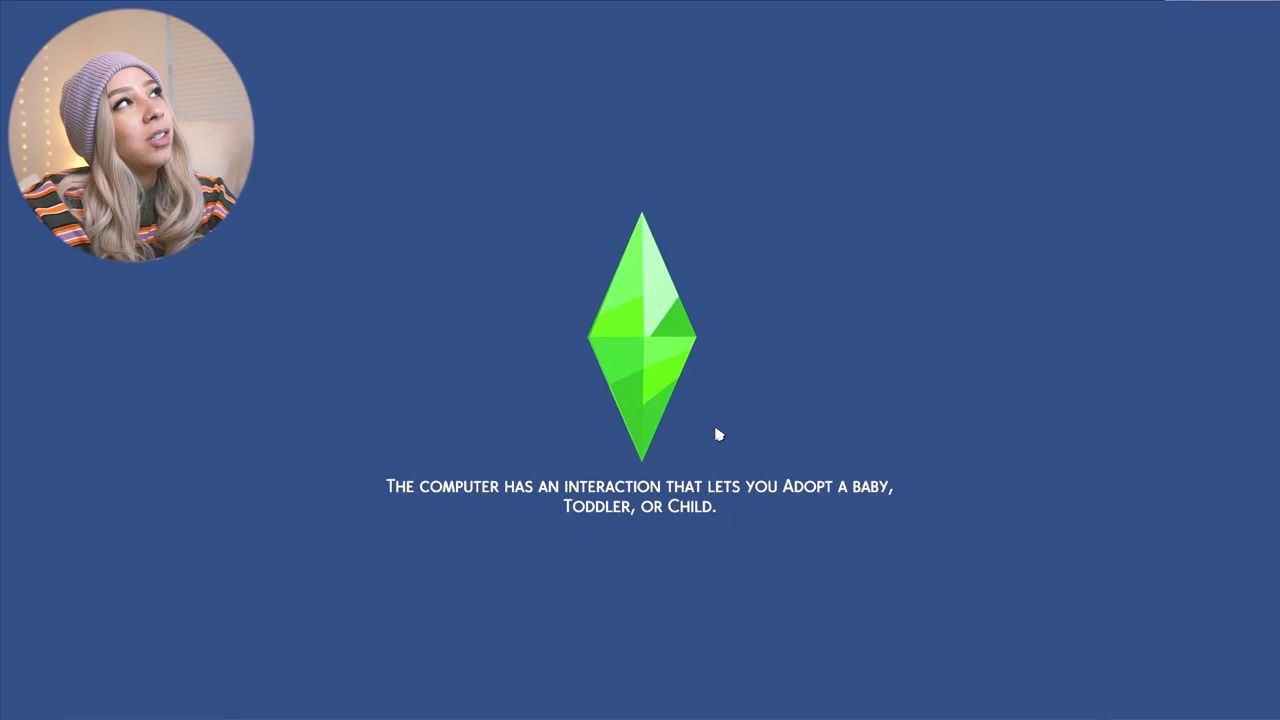 The computer has an interaction that lets you Adopt a baby,
Toddler, or Child.